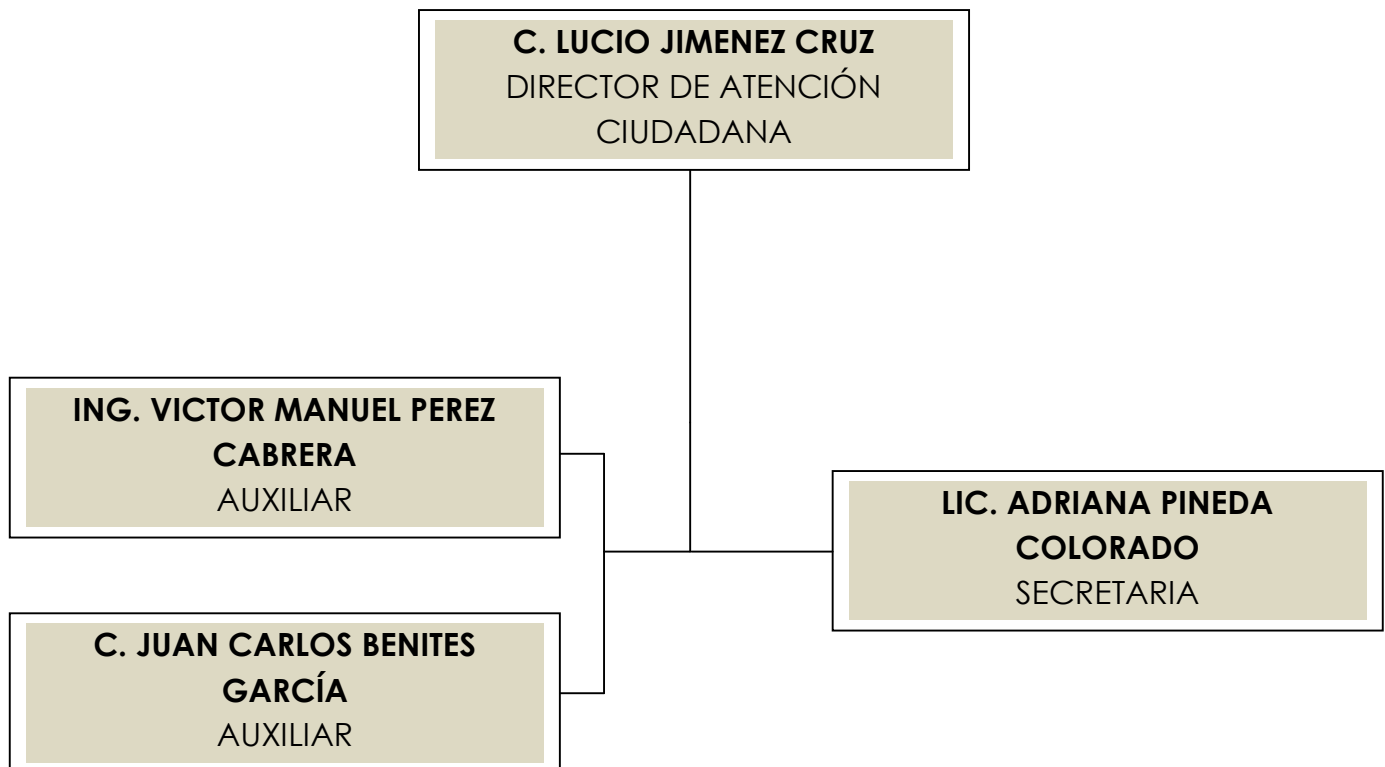 C. LUCIO JIMENEZ CRUZ
DIRECTOR DE ATENCIÓN
CIUDADANA
ING. VICTOR MANUEL PEREZ
CABRERA
AUXILIAR
LIC. ADRIANA PINEDA
COLORADO
SECRETARIA
C. JUAN CARLOS BENITES
GARCÍA
AUXILIAR